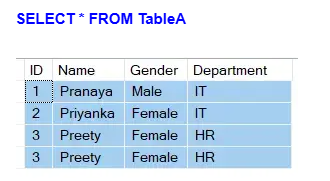 SELECT * FROM TableA
ID Name Gender Department
1 Pranaya Male IT
2 Priyanka Female IT
3 Preety Female HR
3 Preety Female HR